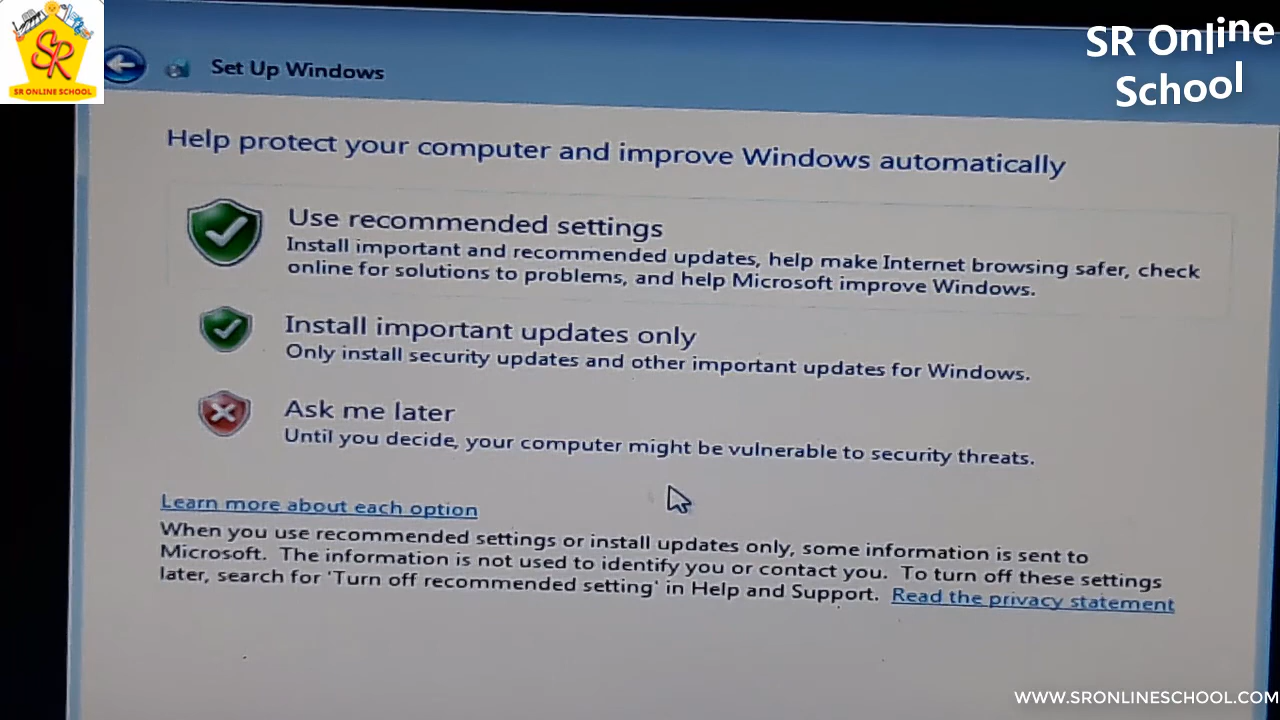 SR
SR ONLINE SCHOOL
SR Online
School
Set Up Windows
Help protect your computer and improve Windows automatically
Use recommended settings
Install important and recommended updates, help make Internet browsing safer, check
online for solutions to problems, and help Microsoft improve Windows.
Install important updates only
Only install security updates and other important updates for Windows.
Ask me later
Until you decide, your computer might be vulnerable to security threats.
Learn more about each option
When you use recommended settings or install updates only, some information is sent to
Microsoft. The information is not used to identify you or contact you. To turn off these settings
later, search for 'Turn off recommended setting' in Help and Support. Read the privacy statement
WWW.SRONLINESCHOOL.COM